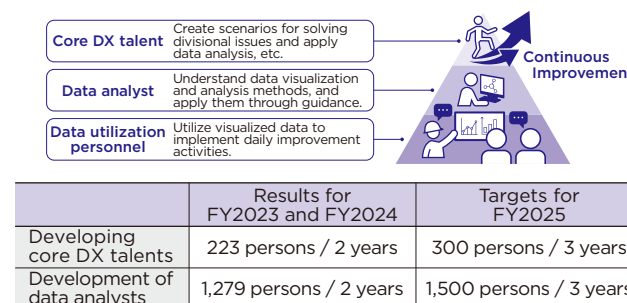 Core DX talent
Create scenarios for solving
divisional issues and apply
data analysis, etc.
Data analyst
Understand data visualization
and analysis methods, and
apply them through guidance.
Data utilization
personnel
Utilize visualized data to
implement daily improvement
activities.
Continuous
Improvemen
Results for
FY2023 and FY2024
Targets for
FY2025
Developing
core DX talents
223 persons / 2 years
300 persons / 3 years
Development of
data analysts
1,279 persons / 2 years
1,500 persons / 3 years